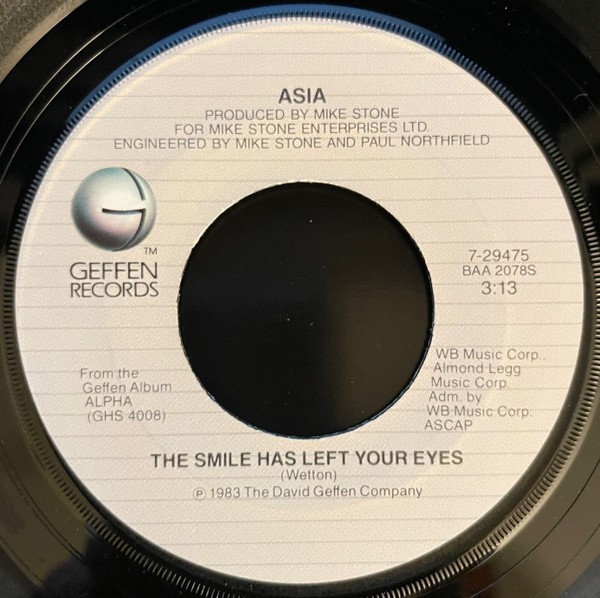 ASIA
PRODUCED BY MIKE STONE
FOR MIKE STONE ENTERPRISES LTD.
ENGINEERED BY MIKE STONE AND PAUL NORTHFIELD
TM
GEFFEN
RECORDS
7-29475
BAA 2078S
3:13
From the
Geffen Album
ALPHA
(GHS 4008)
WB Music Corp.,
Almond Legg
Music Corp.
Adm. by
WB Music Corp.
ASCAP
THE SMILE HAS LEFT YOUR EYES
(Wetton)
℗ 1983 The David Geffen Company